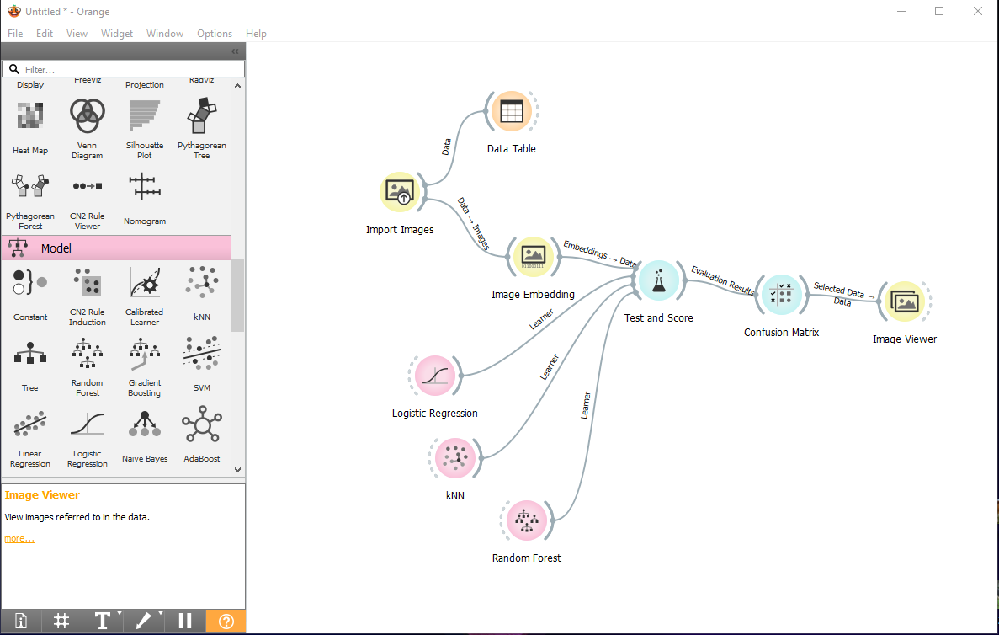 Untitled * - Orange
File Edit View Widget Window Options Help
Filter...
Display FreeViz Projection Radviz
Heat Map
Venn
Diagram
Silhouette
Plot
Pythagorean
Tree
Pythagorean
Forest
CN2 Rule
Viewer
Nomogram
Model
Constant
CN2 Rule
Induction
Calibrated
Learner
kNN
Tree
Random
Forest
Gradient
Boosting
SVM
Linear
Regression
Logistic
Regression
Naive Bayes
AdaBoost
Image Viewer
View images referred to in the data.
more...
Data
Data Table
Import Images
Data → Images
011000111
Image Embedding
Embeddings → Data
Test and Score
Evaluation Results
Confusion Matrix
Selected Data →
Data
Image Viewer
Learner
Logistic Regression
Learner
kNN
Learner
Random Forest